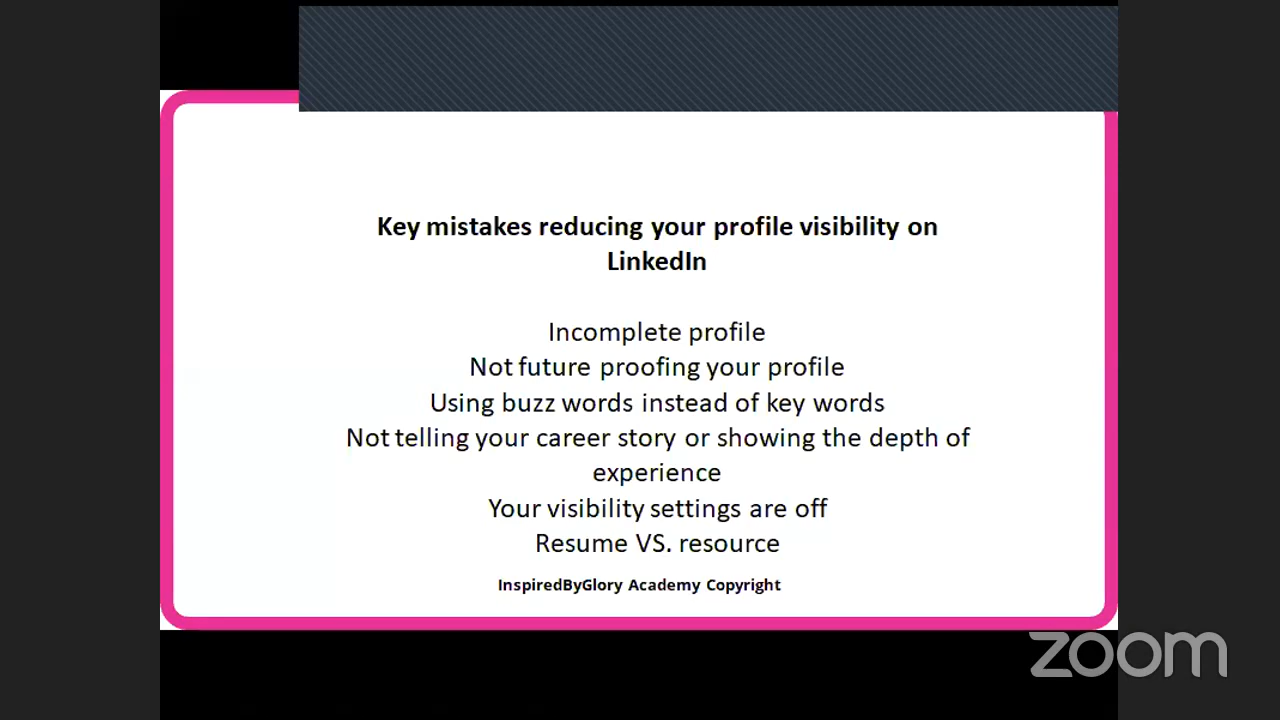 Key mistakes reducing your profile visibility on
LinkedIn
Incomplete profile
Not future proofing your profile
Using buzz words instead of key words
Not telling your career story or showing the depth of
experience
Your visibility settings are off
Resume VS. resource
InspiredByGlory Academy Copyright
zoom